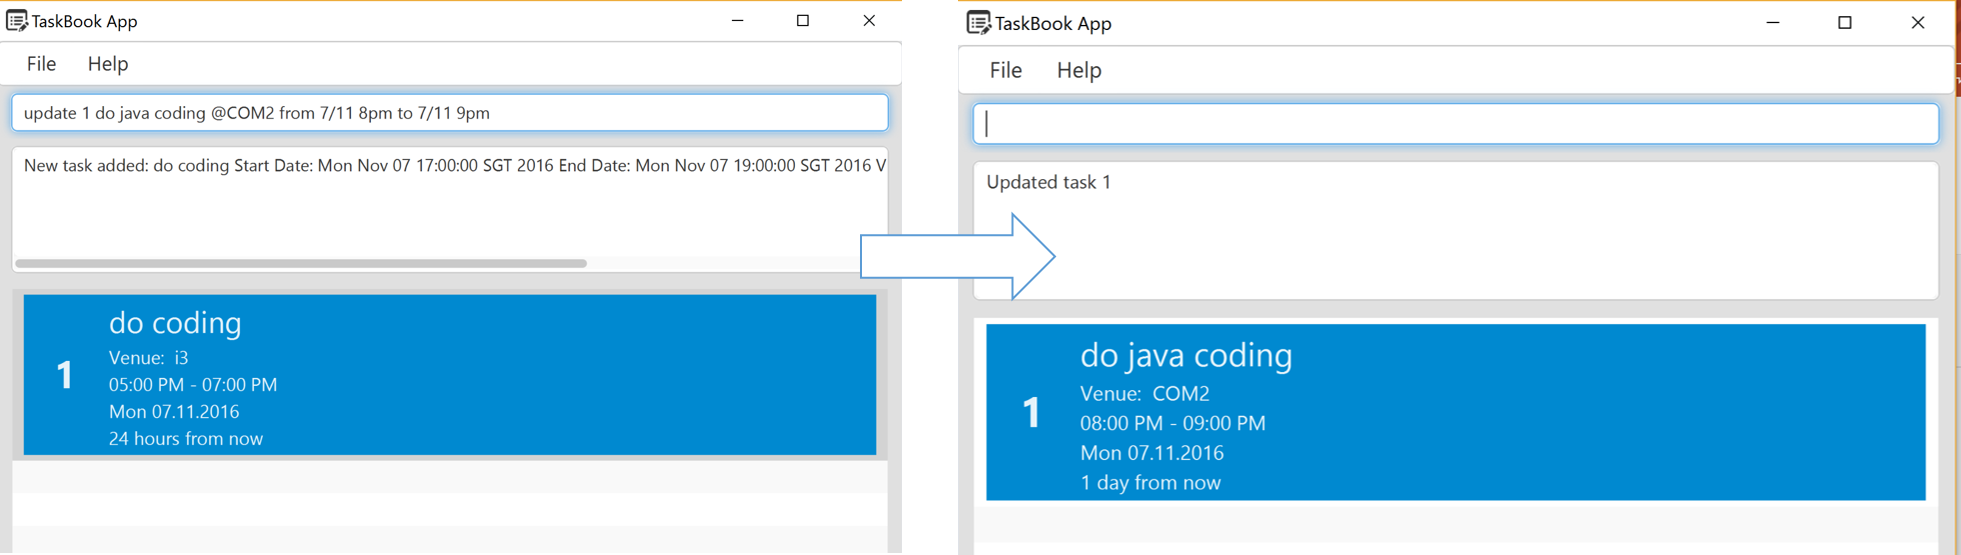 TaskBook App
File Help
update 1 do java coding @COM2 from 7/11 8pm to 7/11 9pm
New task added: do coding Start Date: Mon Nov 07 17:00:00 SGT 2016 End Date: Mon Nov 07 19:00:00 SGT 2016 V
1
do coding
Venue: i3
05:00 PM - 07:00 PM
Mon 07.11.2016
24 hours from now
TaskBook App
File Help
Updated task 1
1
do java coding
Venue: COM2
08:00 PM - 09:00 PM
Mon 07.11.2016
1 day from now